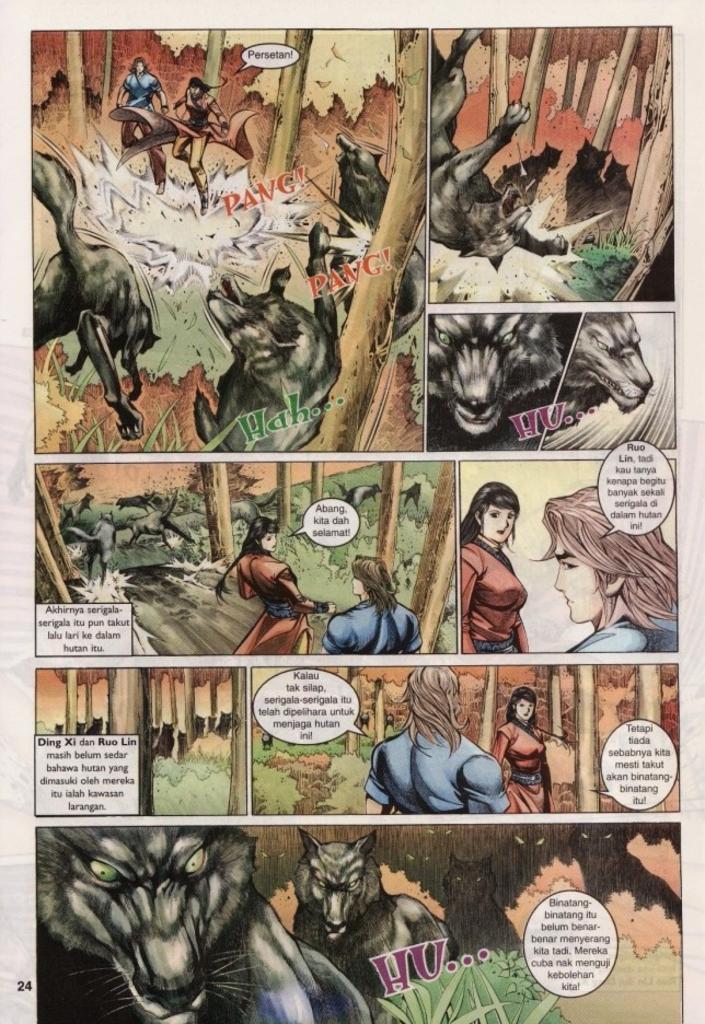 Persetan!
PANG!
PANG!
Hah...
HU...
Akhirnya serigala-
serigala itu pun takut
lalu lari ke dalam
hutan itu.
Abang,
kita dah
selamat!
Ruo
Lin, tadi
kau tanya
kenapa begitu
banyak sekali
serigala di
dalam hutan
ini!
Ding Xi dan Ruo Lin
masih belum sedar
bahawa hutan yang
dimasuki oleh mereka
itu ialah kawasan
larangan.
Kalau
tak silap,
serigala-serigala itu
telah dipelihara untuk
menjaga hutan
ini!
Tetapi
tiada
sebabnya kita
mesti takut
akan binatang-
binatang
itu!
Binatang-
binatang itu
belum benar-
benar menyerang
kita tadi. Mereka
cuba nak menguji
kebolehan
kita!
HU...
24